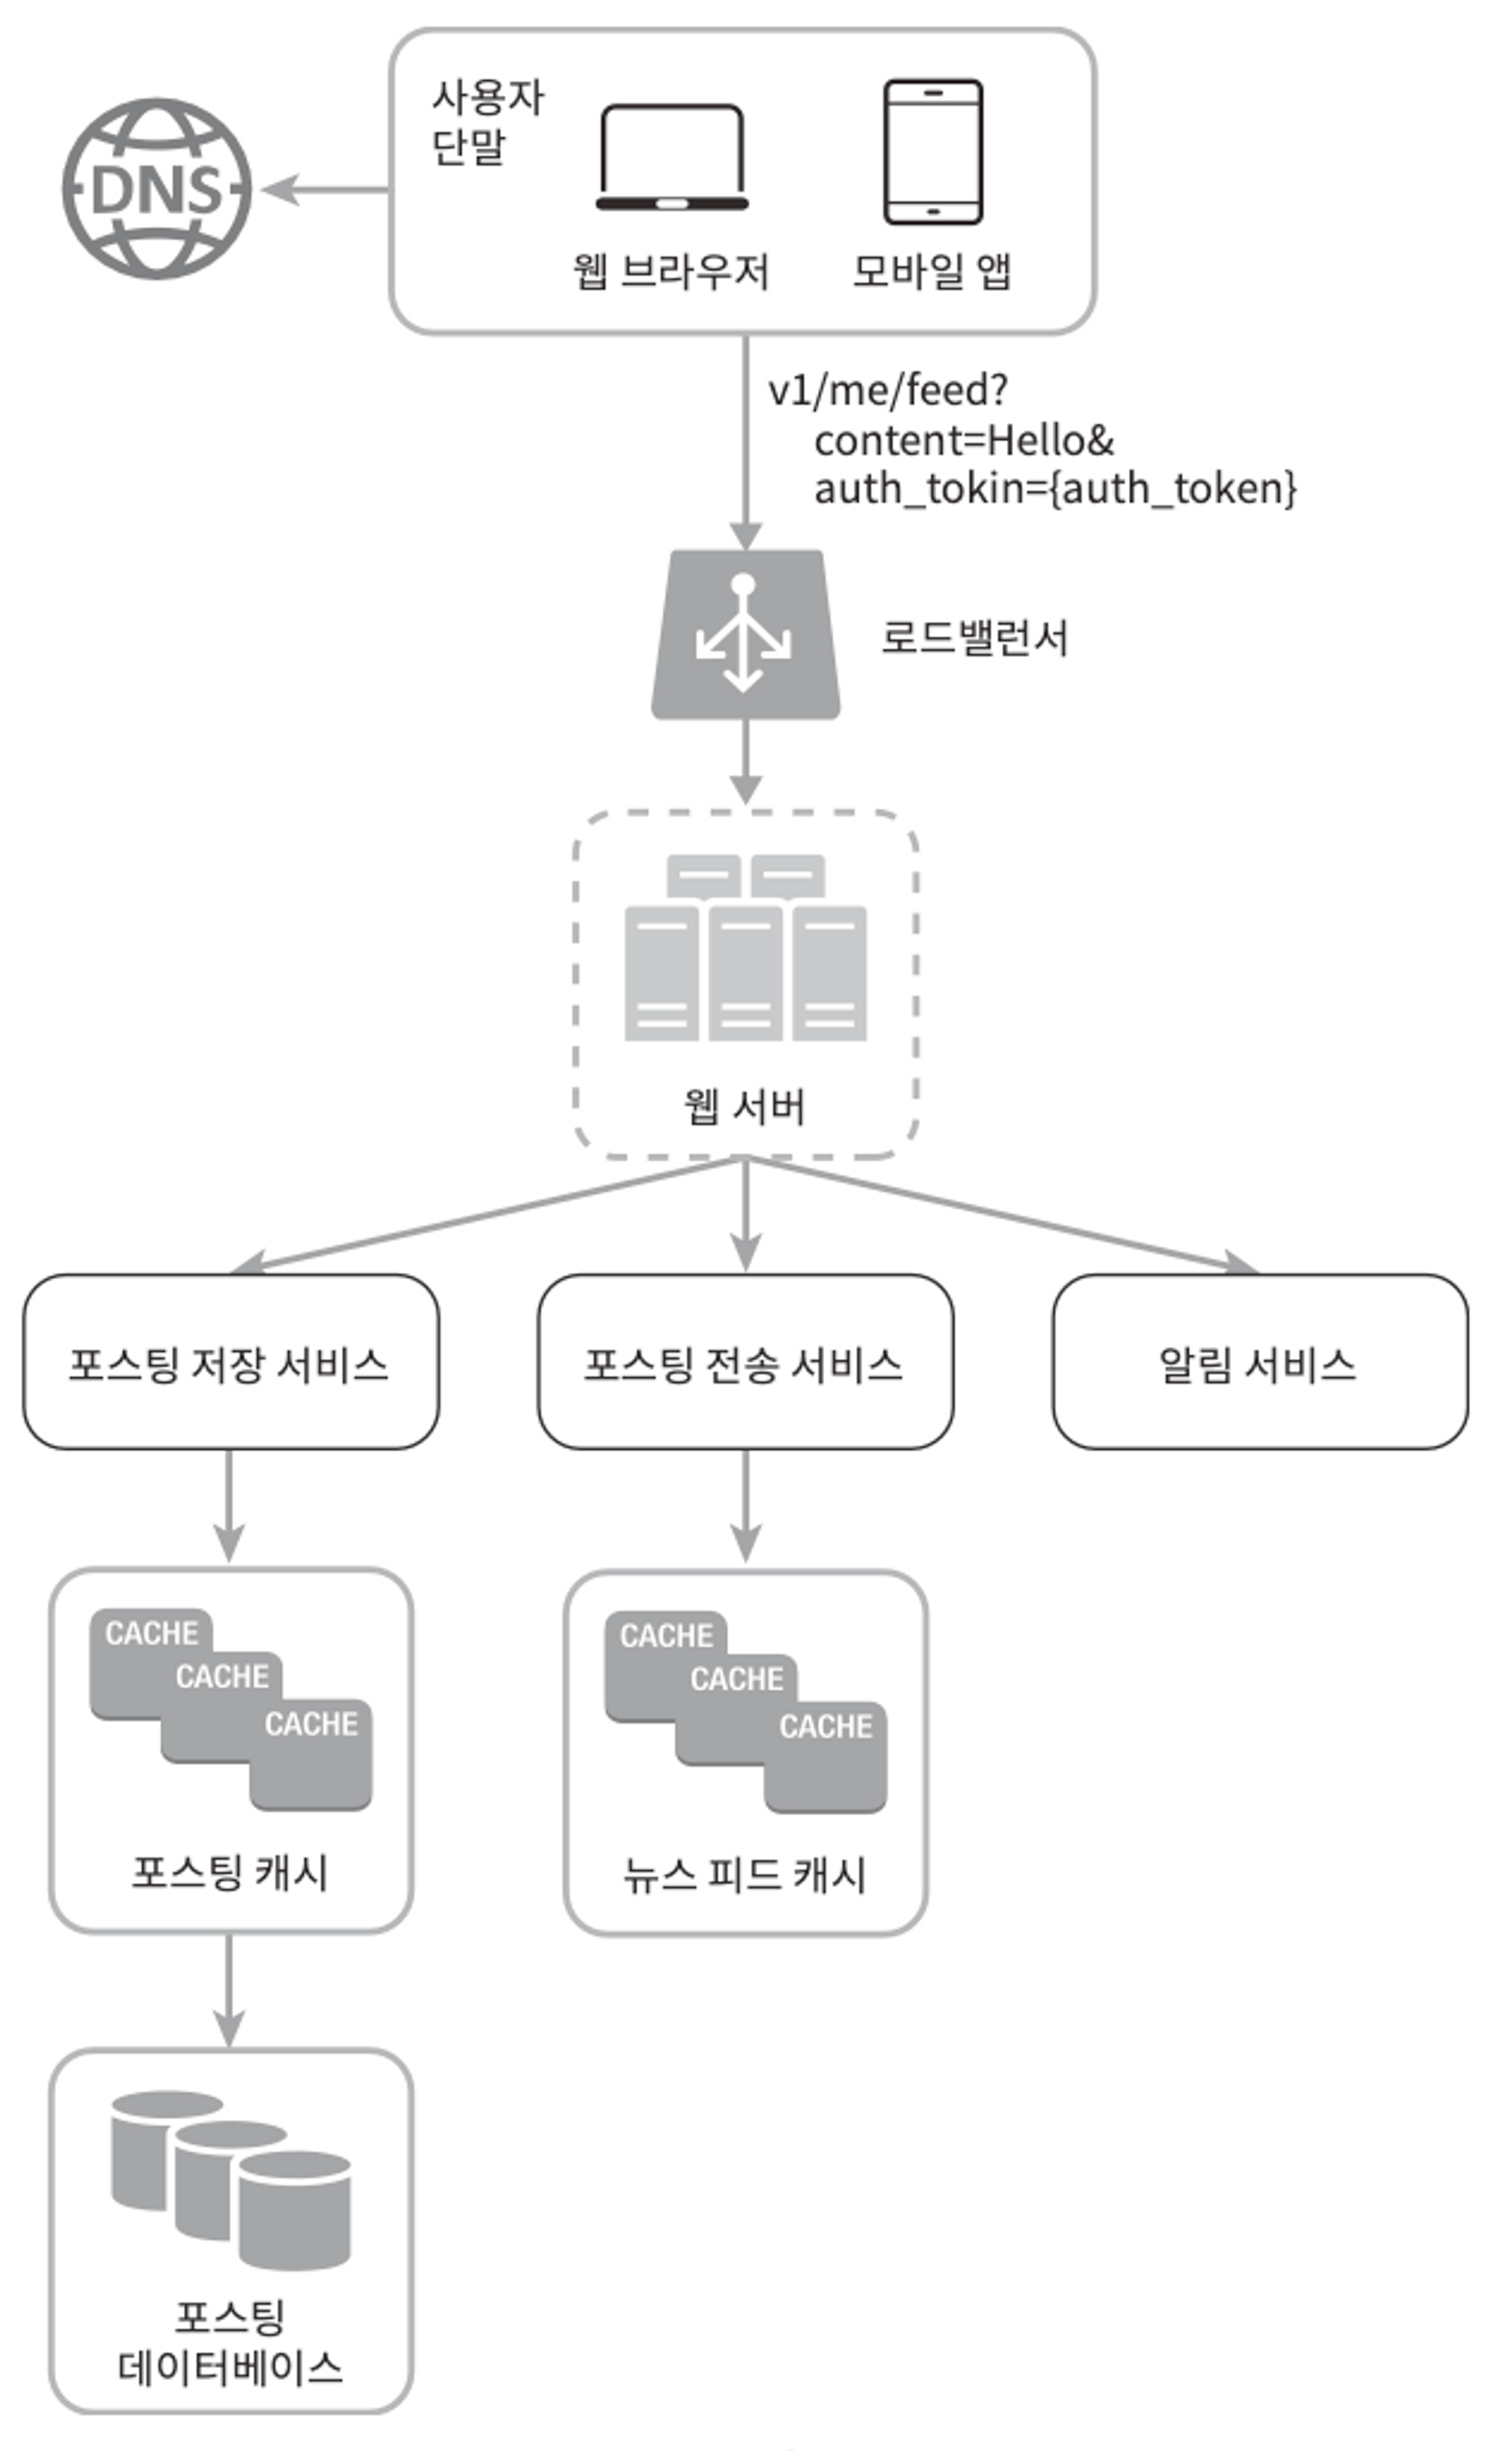 사용자
단말
DNS
웹 브라우저
모바일 앱
v1/me/feed?
content=Hello&
auth_tokin={auth_token}
로드밸런서
웹 서버
포스팅 저장 서비스
포스팅 전송 서비스
알림 서비스
CACHE
CACHE
CACHE
포스팅 캐시
CACHE
CACHE
CACHE
뉴스 피드 캐시
포스팅
데이터베이스